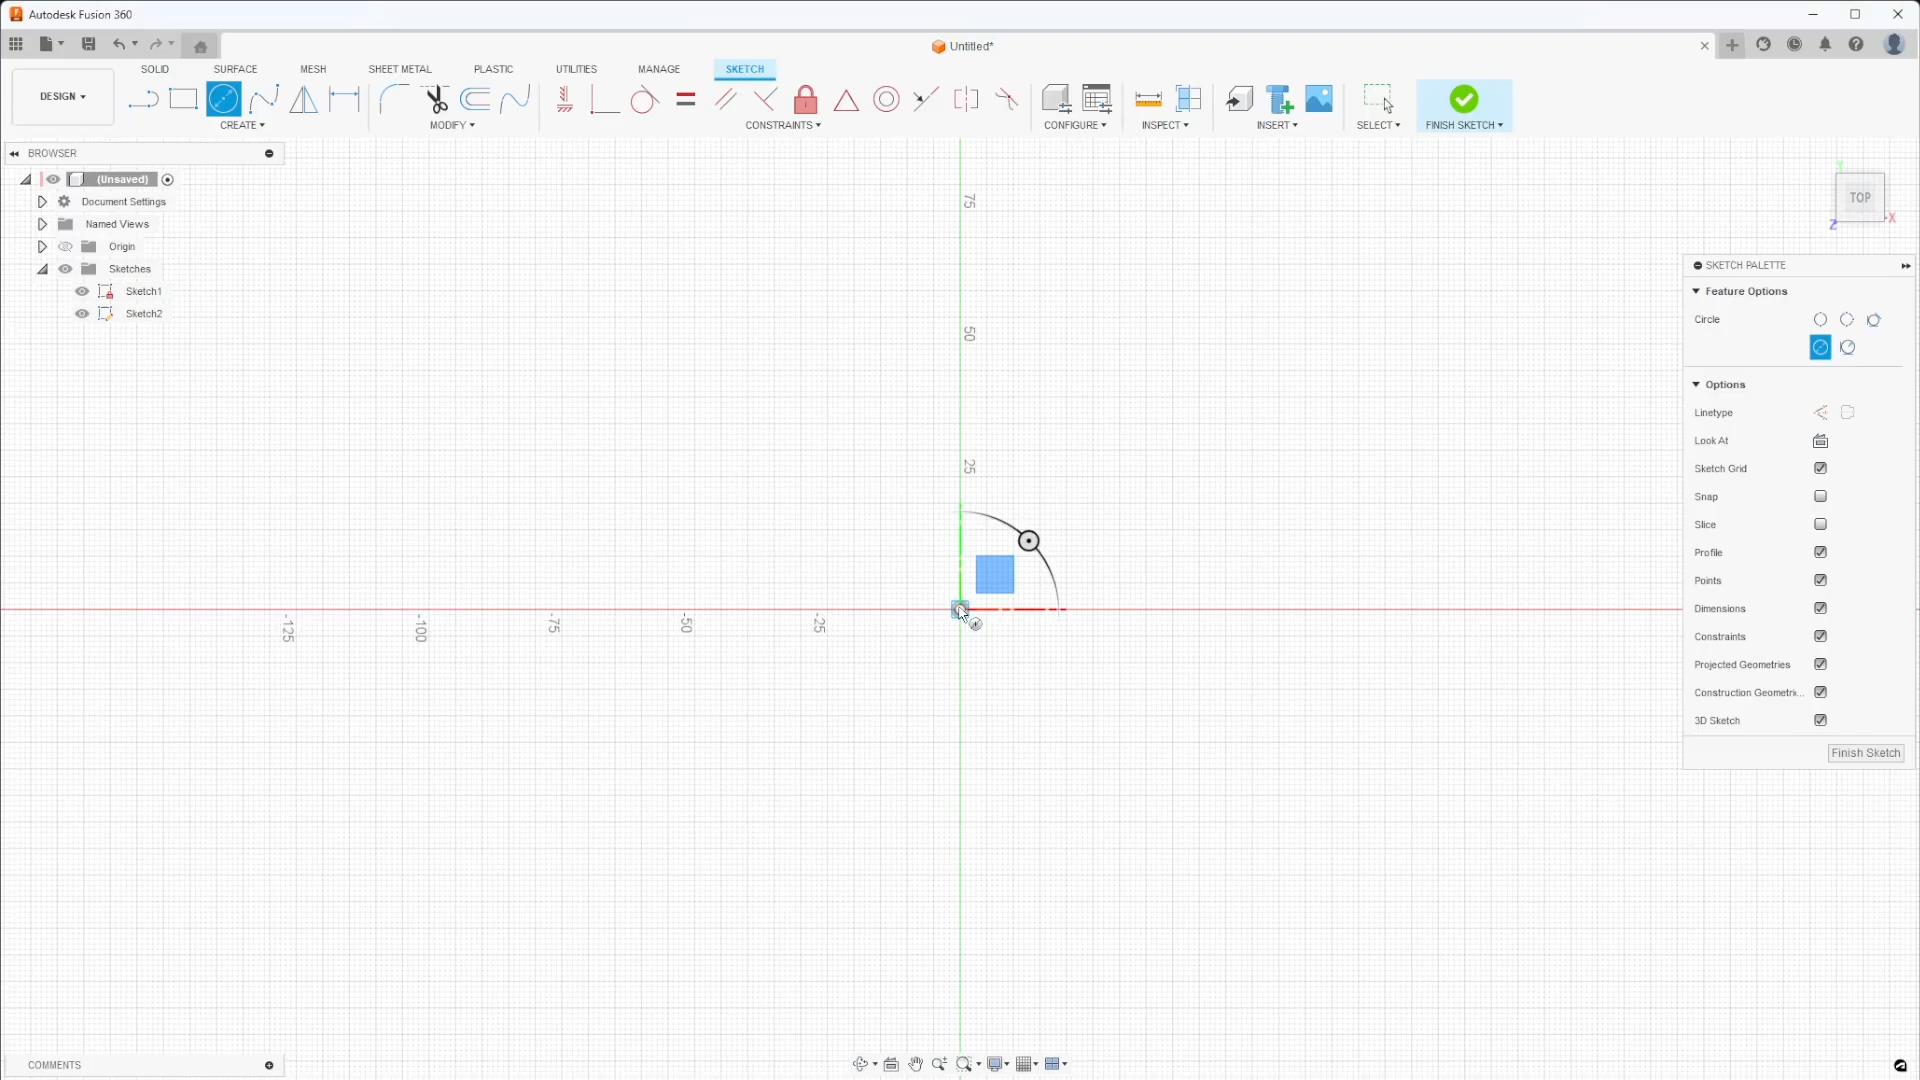 Autodesk Fusion 360
Untitled*
DESIGN
SOLID
SURFACE
MESH
SHEET METAL
PLASTIC
UTILITIES
MANAGE
SKETCH
CREATE
MODIFY
CONSTRAINTS
CONFIGURE
INSPECT
INSERT
SELECT
FINISH SKETCH
BROWSER
(Unsaved)
Document Settings
Named Views
Origin
Sketches
Sketch1
Sketch2
75
50
25
-125
-100
-75
-50
-25
Y
TOP
X
Z
SKETCH PALETTE
Feature Options
Circle
Options
Linetype
Look At
Sketch Grid
Snap
Slice
Profile
Points
Dimensions
Constraints
Projected Geometries
Construction Geometri...
3D Sketch
Finish Sketch
COMMENTS